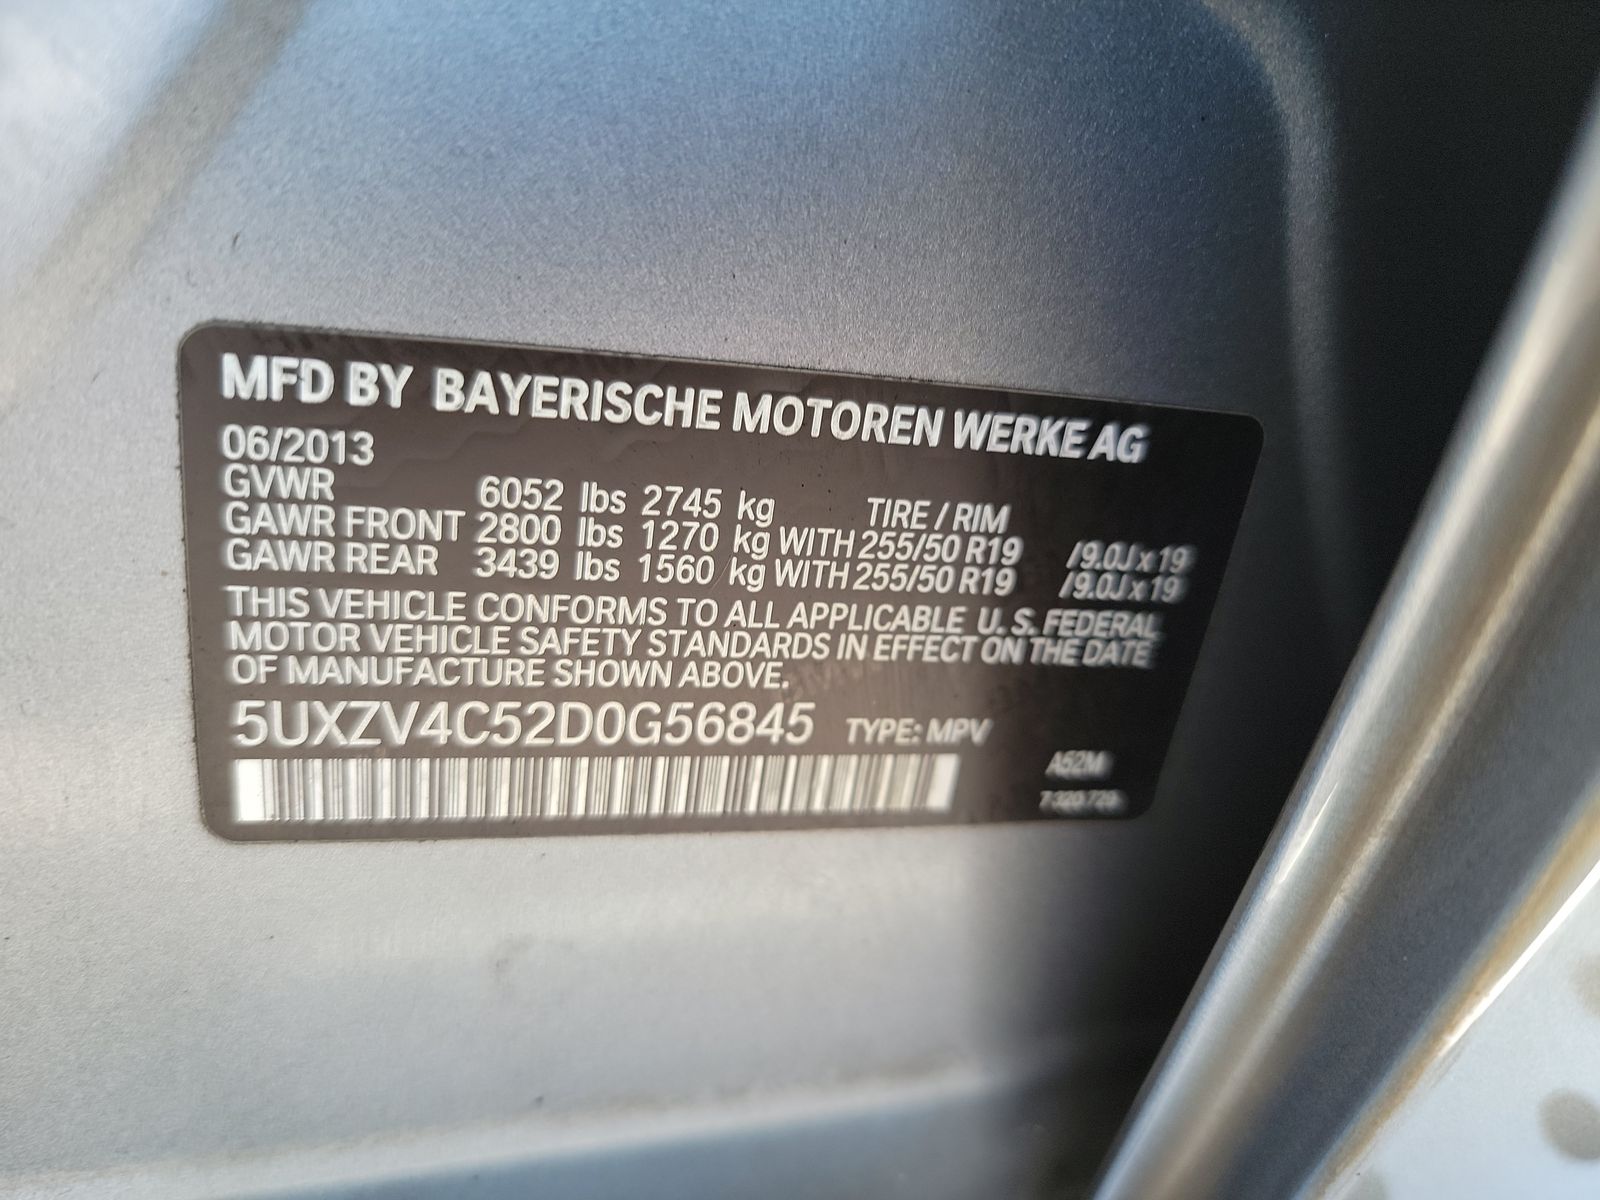 MFD BY BAYERISCHE MOTOREN WERKE AG
06/2013
GVWR 6052 lbs 2745 kg TIRE / RIM
GAWR FRONT 2800 lbs 1270 kg WITH 255/50 R19 /9.0J x 19
GAWR REAR 3439 lbs 1560 kg WITH 255/50 R19 /9.0J x 19
THIS VEHICLE CONFORMS TO ALL APPLICABLE U.S. FEDERAL
MOTOR VEHICLE SAFETY STANDARDS IN EFFECT ON THE DATE
OF MANUFACTURE SHOWN ABOVE.
5UXZV4C52D0G56845 TYPE: MPV
A52M